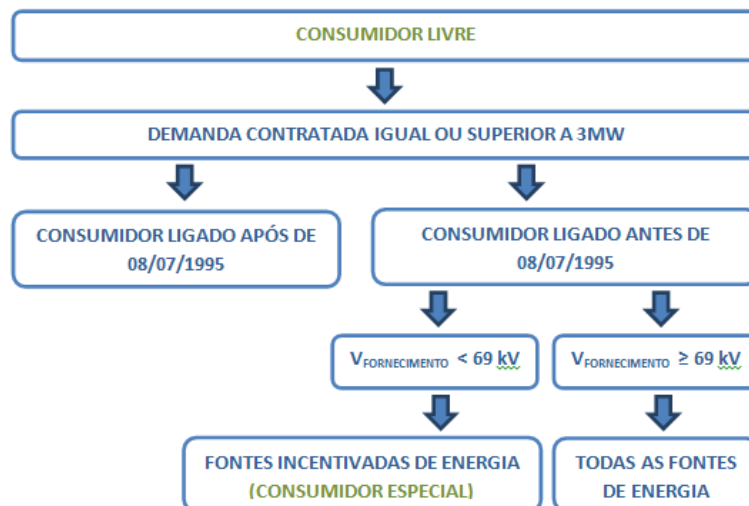 CONSUMIDOR LIVRE
DEMANDA CONTRATADA IGUAL OU SUPERIOR A 3MW
CONSUMIDOR LIGADO APÓS DE
08/07/1995
CONSUMIDOR LIGADO ANTES DE
08/07/1995
VFORNECIMENTO < 69 kV
VFORNECIMENTO ≥ 69 kV
FONTES INCENTIVADAS DE ENERGIA
(CONSUMIDOR ESPECIAL)
TODAS AS FONTES
DE ENERGIA